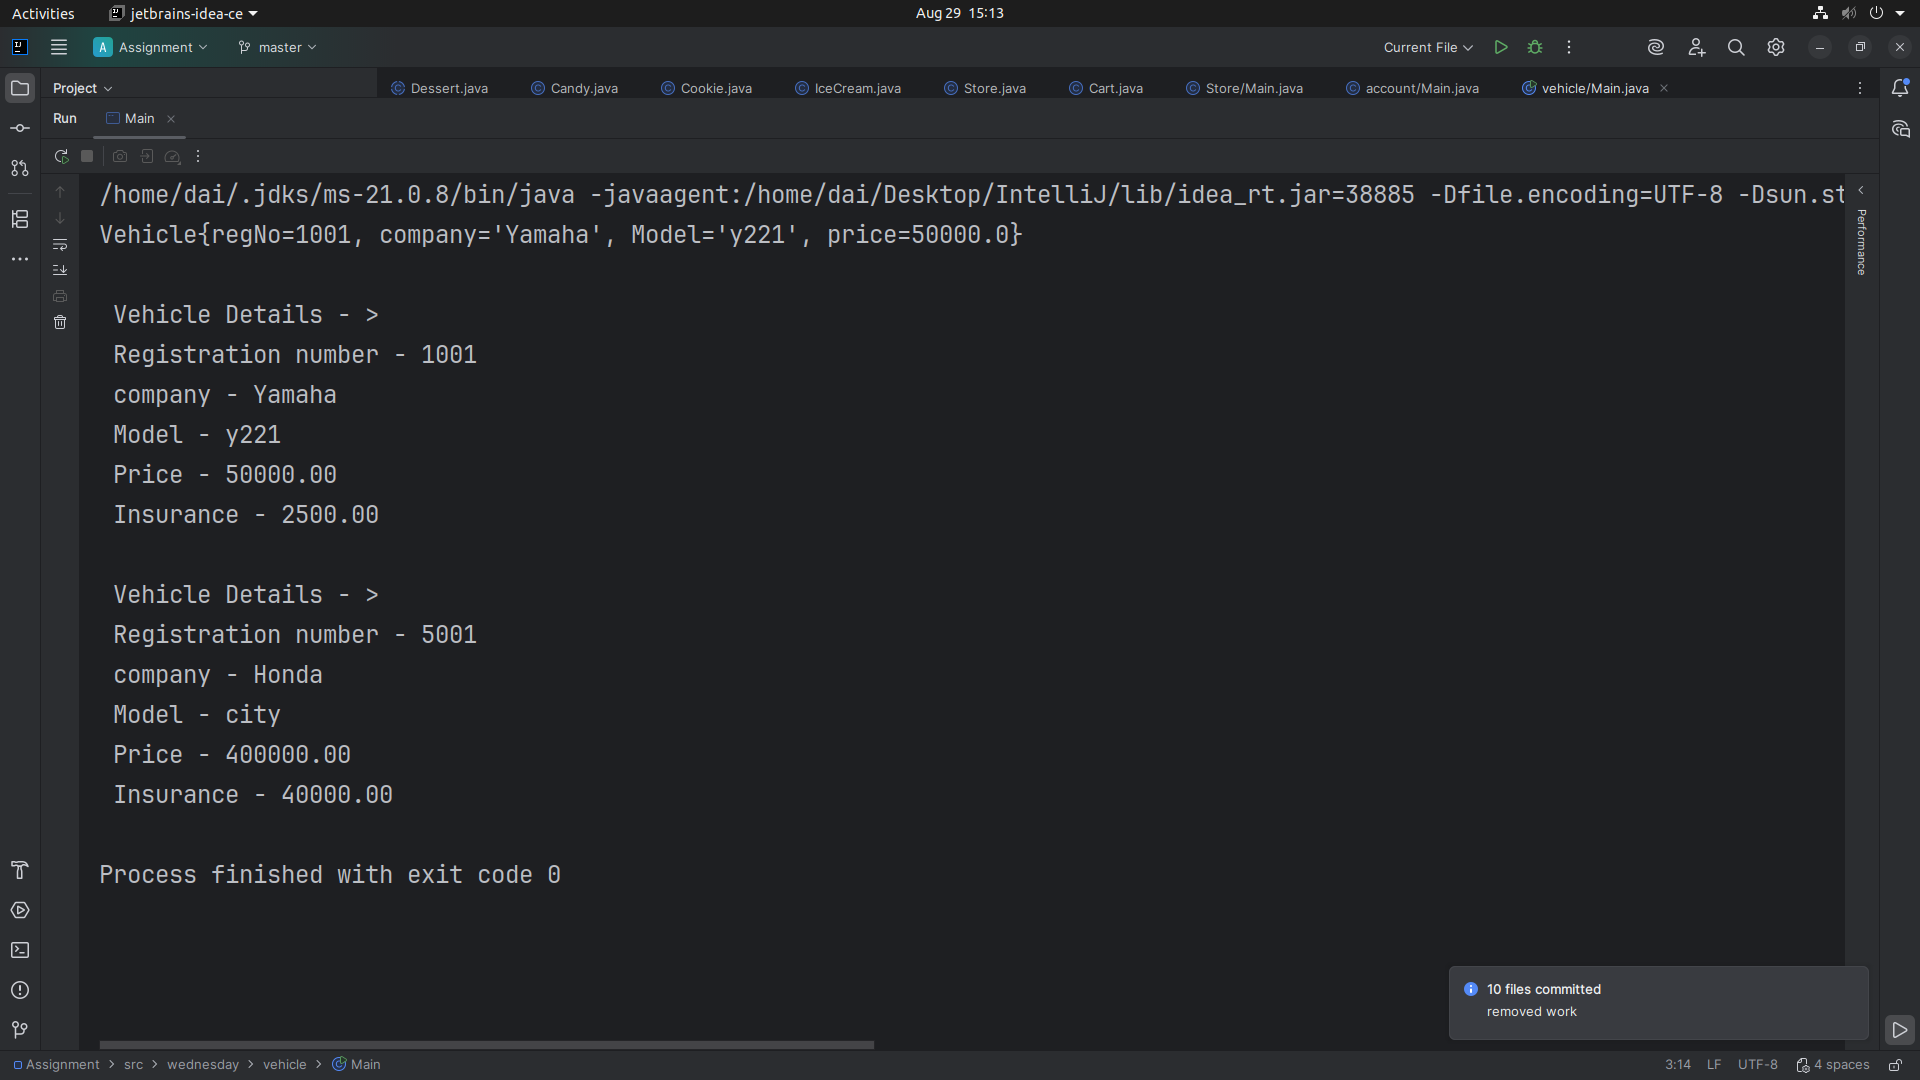 Activities jetbrains-idea-ce Aug 29 15:13
A Assignment master Current File
Project Dessert.java Candy.java Cookie.java IceCream.java Store.java Cart.java Store/Main.java account/Main.java vehicle/Main.java
Run Main
/home/dai/.jdks/ms-21.0.8/bin/java -javaagent:/home/dai/Desktop/IntelliJ/lib/idea_rt.jar=38885 -Dfile.encoding=UTF-8 -Dsun.st
Performance
Vehicle{regNo=1001, company='Yamaha', Model='y221', price=50000.0}
Vehicle Details - >
Registration number - 1001
company - Yamaha
Model - y221
Price - 50000.00
Insurance - 2500.00
Vehicle Details - >
Registration number - 5001
company - Honda
Model - city
Price - 400000.00
Insurance - 40000.00
Process finished with exit code 0
10 files committed
removed work
Assignment > src > wednesday > vehicle > Main 3:14 LF UTF-8 4 spaces